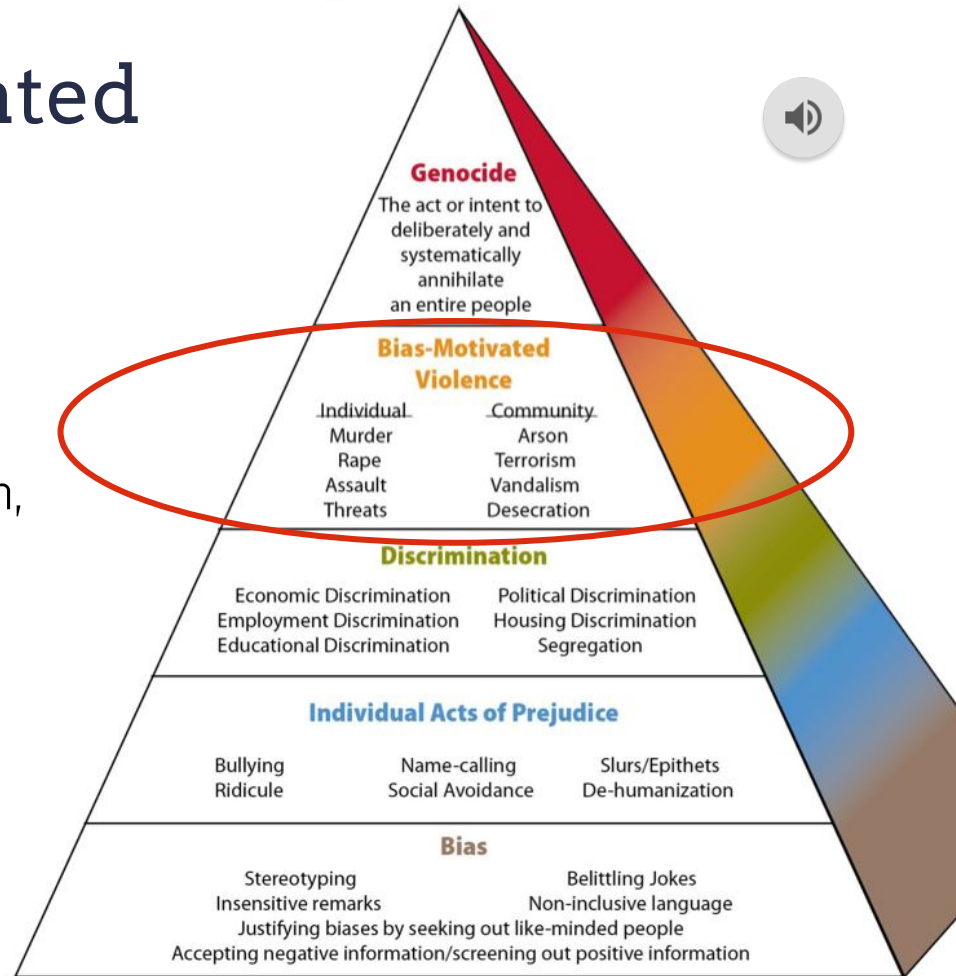 ated
Genocide
The act or intent to
deliberately and
systematically
annihilate
an entire people
Bias-Motivated
Violence
Individual Community
Murder Arson
Rape Terrorism
n,
Assault Vandalism
Threats Desecration
Discrimination
Economic Discrimination Political Discrimination
Employment Discrimination Housing Discrimination
Educational Discrimination Segregation
Individual Acts of Prejudice
Bullying Name-calling Slurs/Epithets
Ridicule Social Avoidance De-humanization
Bias
Stereotyping Belittling Jokes
Insensitive remarks Non-inclusive language
Justifying biases by seeking out like-minded people
Accepting negative information/screening out positive information